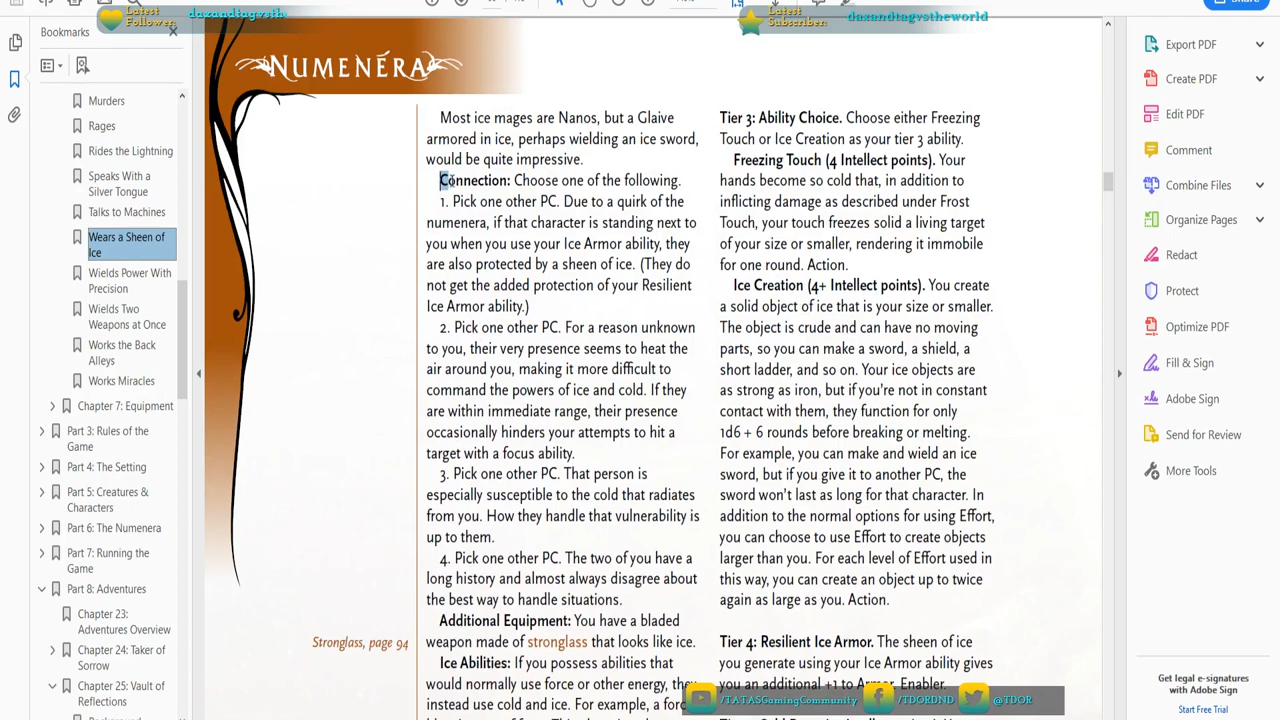 Latest
Follower
daxandtagvsth
Latest
Subscriber
daxandtagvstheworld
Bookmarks
Murders
Rages
Rides the Lightning
Speaks With a
Silver Tongue
Talks to Machines
Wears a Sheen of
Ice
Wields Power With
Precision
Wields Two
Weapons at Once
Works the Back
Alleys
Works Miracles
Chapter 7: Equipment
Part 3: Rules of the
Game
Part 4: The Setting
Part 5: Creatures &
Characters
Part 6: The Numenera
Part 7: Running the
Game
Part 8: Adventures
Chapter 23:
Adventures Overview
Chapter 24: Taker of
Sorrow
Chapter 25: Vault of
Reflections
NUMENÉRA
Most ice mages are Nanos, but a Glaive
armored in ice, perhaps wielding an ice sword,
would be quite impressive.
Connection: Choose one of the following.
1. Pick one other PC. Due to a quirk of the
numenera, if that character is standing next to
you when you use your Ice Armor ability, they
are also protected by a sheen of ice. (They do
not get the added protection of your Resilient
Ice Armor ability.)
2. Pick one other PC. For a reason unknown
to you, their very presence seems to heat the
air around you, making it more difficult to
command the powers of ice and cold. If they
are within immediate range, their presence
occasionally hinders your attempts to hit a
target with a focus ability.
3. Pick one other PC. That person is
especially susceptible to the cold that radiates
from you. How they handle that vulnerability is
up to them.
4. Pick one other PC. The two of you have a
long history and almost always disagree about
the best way to handle situations.
Additional Equipment: You have a bladed
weapon made of stronglass that looks like ice.
Stronglass, page 94
Ice Abilities: If you possess abilities that
would normally use force or other energy, they
instead use cold and ice. For example, a force
Tier 3: Ability Choice. Choose either Freezing
Touch or Ice Creation as your tier 3 ability.
Freezing Touch (4 Intellect points). Your
hands become so cold that, in addition to
inflicting damage as described under Frost
Touch, your touch freezes solid a living target
of your size or smaller, rendering it immobile
for one round. Action.
Ice Creation (4+ Intellect points). You create
a solid object of ice that is your size or smaller.
The object is crude and can have no moving
parts, so you can make a sword, a shield, a
short ladder, and so on. Your ice objects are
as strong as iron, but if you're not in constant
contact with them, they function for only
1d6 + 6 rounds before breaking or melting.
For example, you can make and wield an ice
sword, but if you give it to another PC, the
sword won't last as long for that character. In
addition to the normal options for using Effort,
you can choose to use Effort to create objects
larger than you. For each level of Effort used in
this way, you can create an object up to twice
again as large as you. Action.
Tier 4: Resilient Ice Armor. The sheen of ice
you generate using your Ice Armor ability gives
you an additional +1 to Armor. Enabler.
/TATASGamingCommunity
/TDORDND
@TDOR
Export PDF
Create PDF
Edit PDF
Comment
Combine Files
Organize Pages
Redact
Protect
Optimize PDF
Fill & Sign
Adobe Sign
Send for Review
More Tools
Get legal e-signatures
with Adobe Sign
Start Free Trial